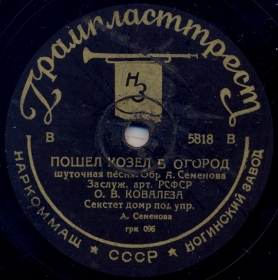 Грампласттрест
НЗ
В 5818 В
ПОШЕЛ КОЗЕЛ В ОГОРОД
шуточная песня. Обр А. Семенова
Заслуж. арт. РСФСР
О. В. КОВАЛЕВА
Секстет домр под упр.
А. Семенова
грк 096
НАРКОММАШ ★ СССР ★ НОГИНСКИЙ ЗАВОД